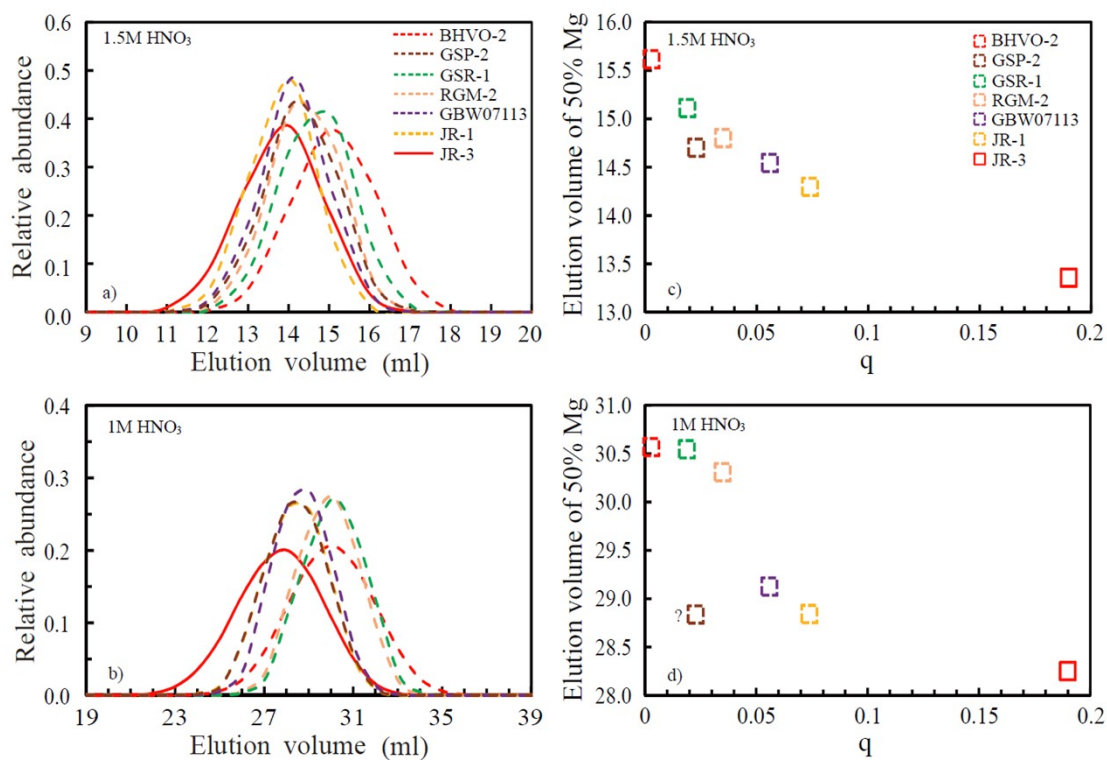 1.5M HNO₃
BHVO-2
GSP-2
GSR-1
RGM-2
GBW07113
JR-1
JR-3
Relative abundance
0.6
0.5
0.4
0.3
0.2
0.1
0.0
a)
9 10 11 12 13 14 15 16 17 18 19 20
Elution volume (ml)
1.5M HNO₃
BHVO-2
GSP-2
GSR-1
RGM-2
GBW07113
JR-1
JR-3
Elution volume of 50% Mg
16.0
15.5
15.0
14.5
14.0
13.5
13.0
c)
0 0.05 0.1 0.15 0.2
q
1M HNO₃
Relative abundance
0.4
0.3
0.2
0.1
0.0
b)
19 23 27 31 35 39
Elution volume (ml)
1M HNO₃
Elution volume of 50% Mg
31.0
30.5
30.0
29.5
29.0
28.5
28.0
?
d)
0 0.05 0.1 0.15 0.2
q